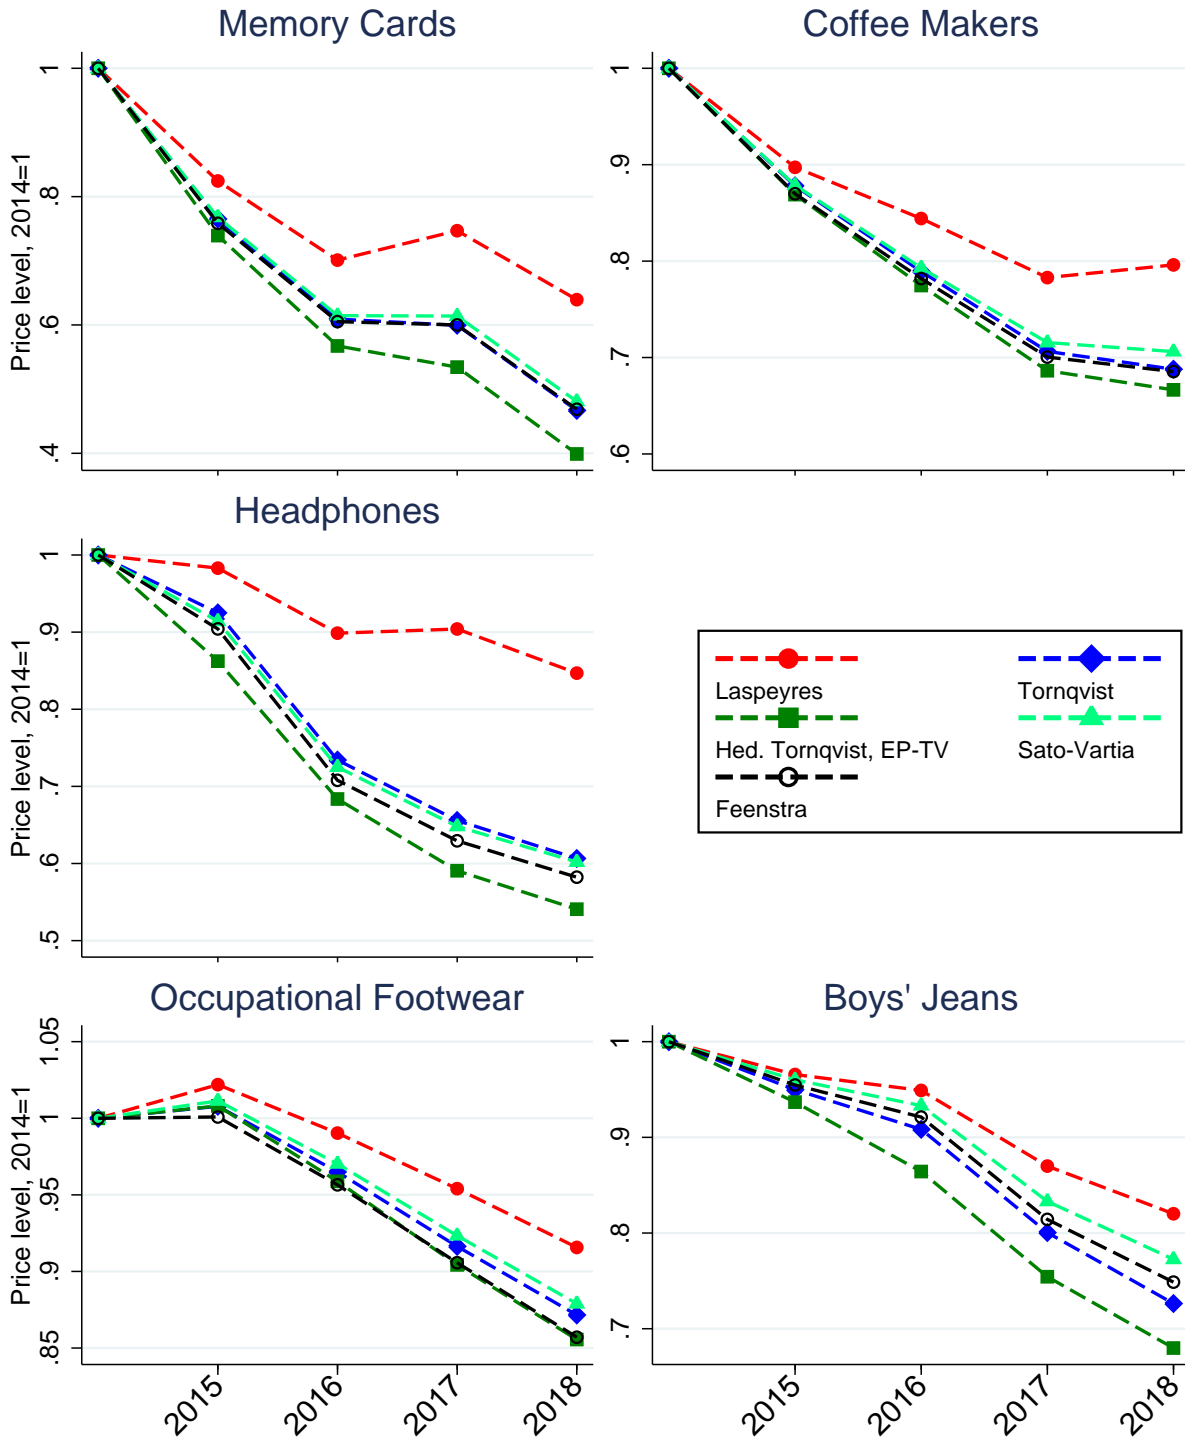 Memory Cards
Price level, 2014=1
1
.8
.6
.4
Coffee Makers
1
.9
.8
.7
.6
Headphones
Price level, 2014=1
1
.9
.8
.7
.6
.5
Laspeyres
Tornqvist
Hed. Tornqvist, EP-TV
Sato-Vartia
Feenstra
Occupational Footwear
Price level, 2014=1
1.05
1
.95
.9
.85
2015
2016
2017
2018
Boys' Jeans
1
.9
.8
.7
2015
2016
2017
2018